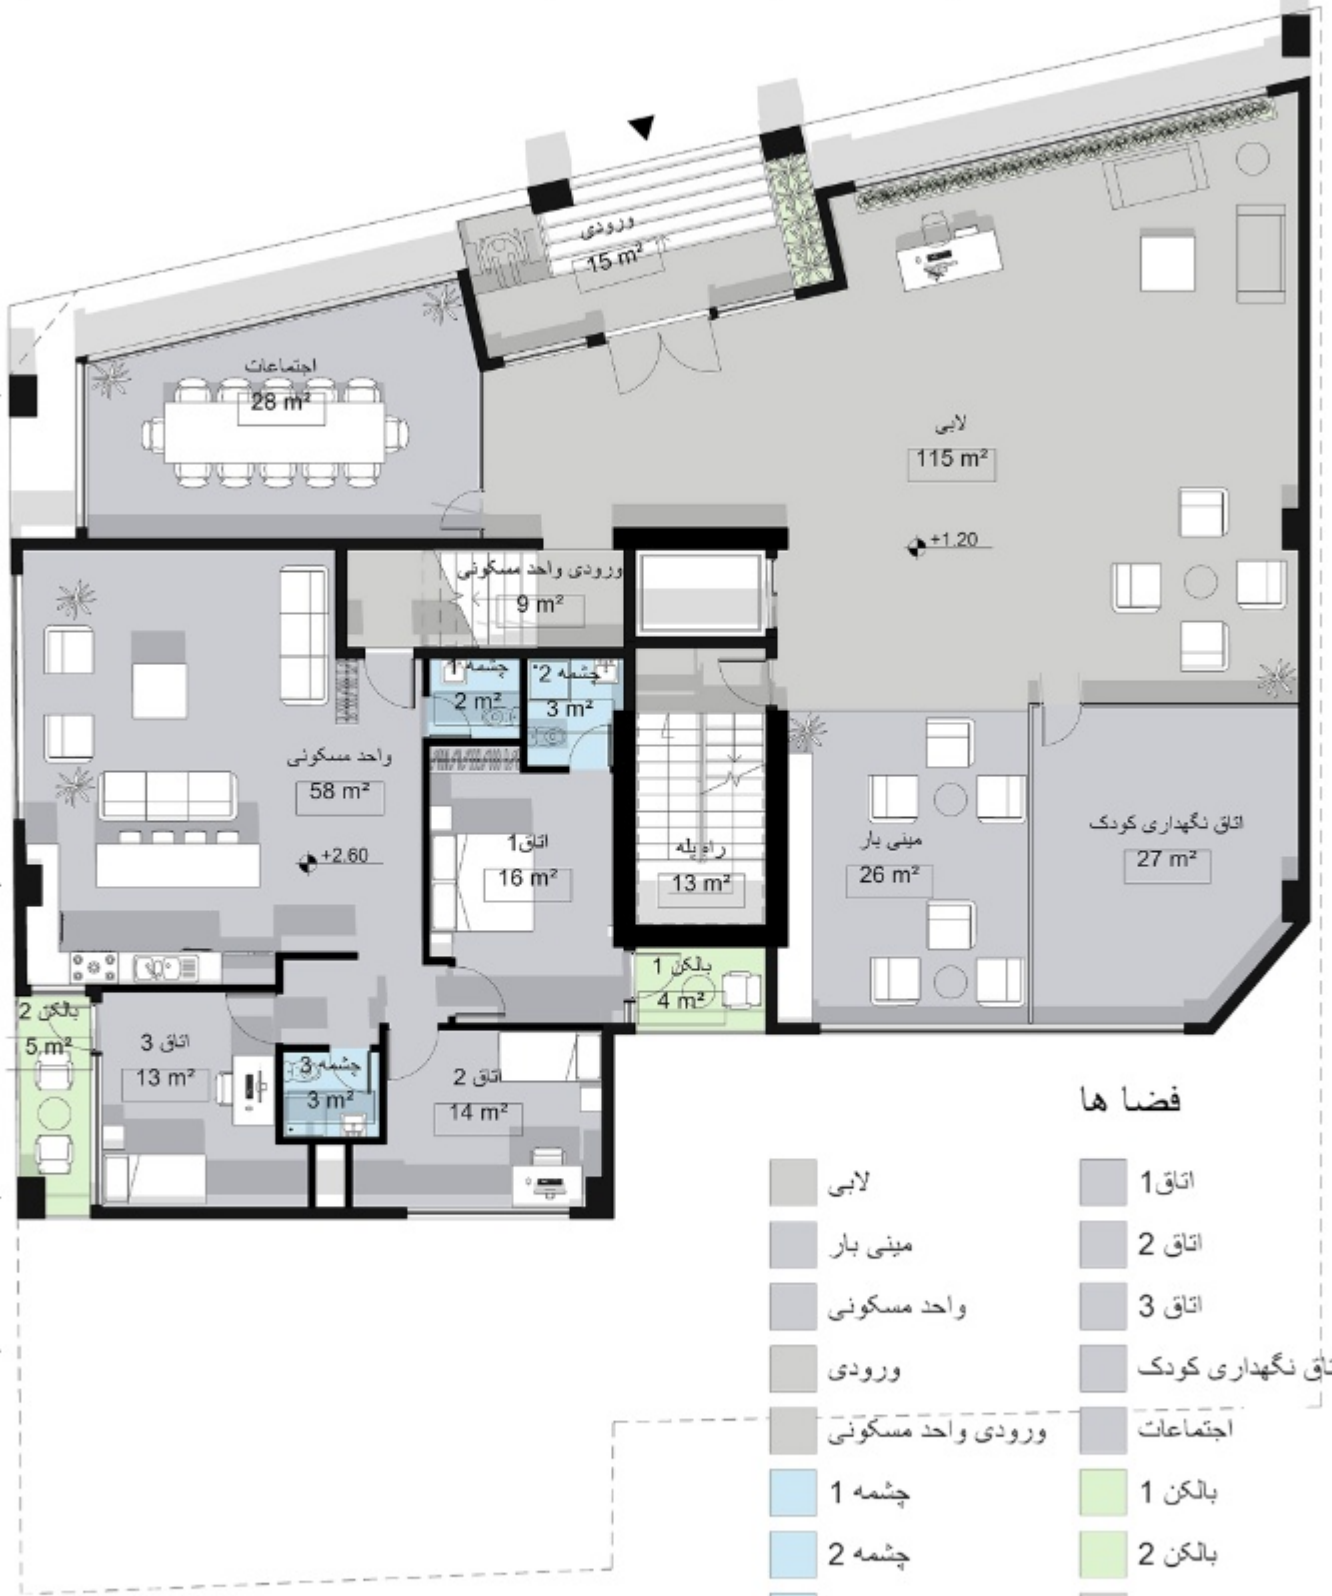 ورودی
15 m²
اجتماعات
28 m²
لابی
115 m²
+1.20
ورودی واحد مسکونی
9 m²
چشمه 1
2 m²
چشمه 2
3 m²
واحد مسکونی
58 m²
+2.60
اتاق1
16 m²
راه پله
13 m²
مینی بار
26 m²
اتاق نگهداری کودک
27 m²
بالکن 1
4 m²
بالکن 2
5 m²
اتاق 3
13 m²
چشمه 3
3 m²
اتاق 2
14 m²
فضا ها
اتاق1
اتاق 2
اتاق 3
اتاق نگهداری کودک
اجتماعات
بالکن 1
بالکن 2
لابی
مینی بار
واحد مسکونی
ورودی
ورودی واحد مسکونی
چشمه 1
چشمه 2